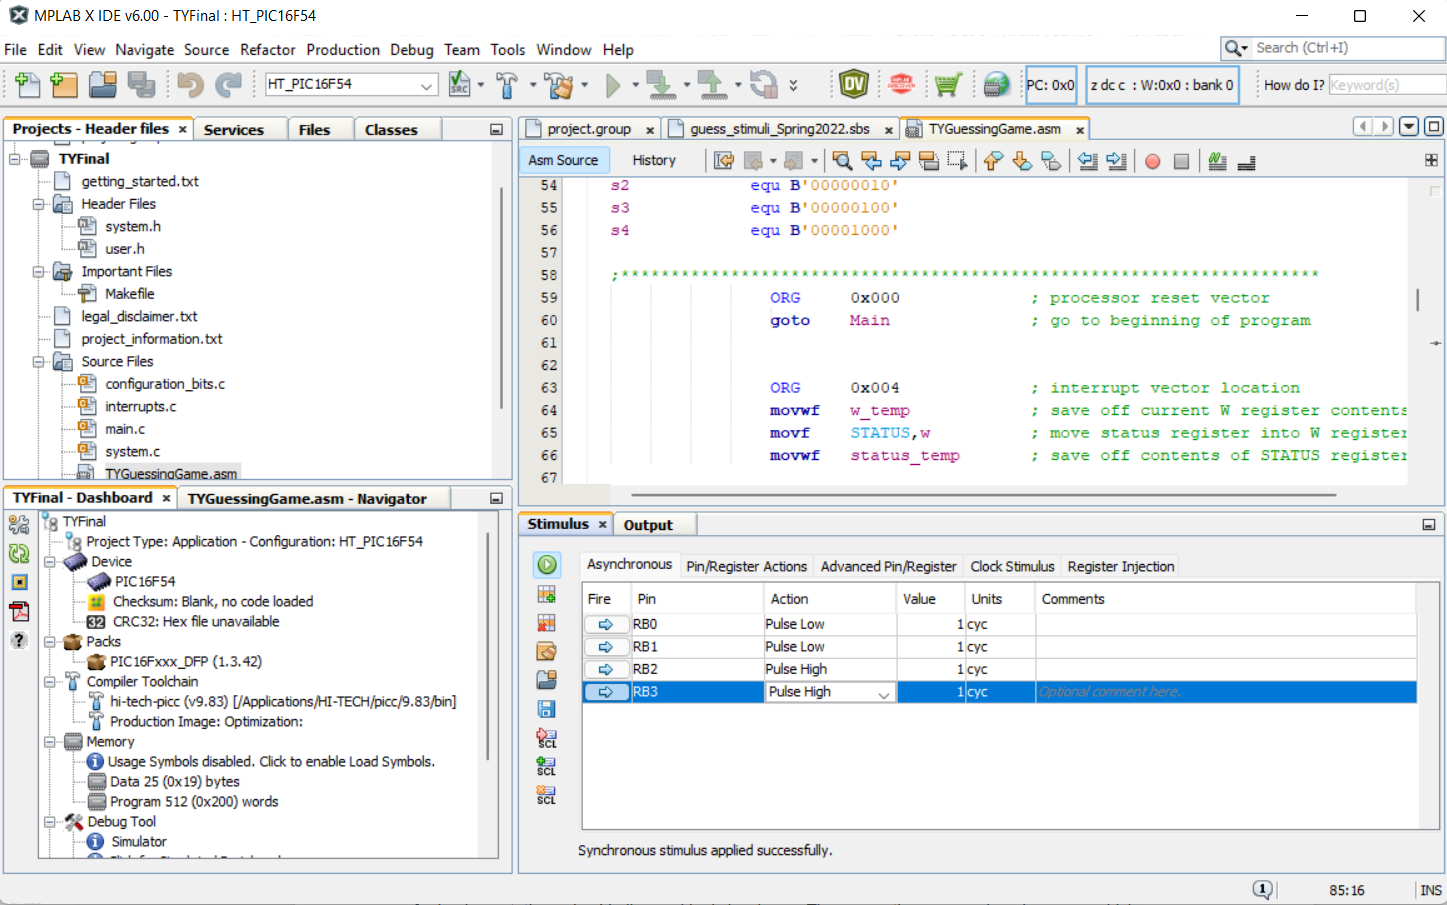 MPLAB X IDE v6.00 - TYFinal : HT_PIC16F54
File Edit View Navigate Source Refactor Production Debug Team Tools Window Help
Search (Ctrl+I)
HT_PIC16F54
SRC
DV
PC: 0x0
z dc c : W:0x0 : bank 0
How do I? Keyword(s)
Projects - Header files × Services Files Classes
TYFinal
getting_started.txt
Header Files
system.h
user.h
Important Files
Makefile
legal_disclaimer.txt
project_information.txt
Source Files
configuration_bits.c
interrupts.c
main.c
system.c
TYGuessingGame.asm
project.group × guess_stimuli_Spring2022.sbs × TYGuessingGame.asm ×
Asm Source History
54 s2 equ B'00000010'
55 s3 equ B'00000100'
56 s4 equ B'00001000'
57
58 ;**********************************************************************
59 ORG 0x000 ; processor reset vector
60 goto Main ; go to beginning of program
61
62
63 ORG 0x004 ; interrupt vector location
64 movwf w_temp ; save off current W register contents
65 movf STATUS,w ; move status register into W register
66 movwf status_temp ; save off contents of STATUS register
67
TYFinal - Dashboard × TYGuessingGame.asm - Navigator
TYFinal
Project Type: Application - Configuration: HT_PIC16F54
Device
PIC16F54
Checksum: Blank, no code loaded
32 CRC32: Hex file unavailable
Packs
PIC16Fxxx_DFP (1.3.42)
Compiler Toolchain
hi-tech-picc (v9.83) [/Applications/HI-TECH/picc/9.83/bin]
Production Image: Optimization:
Memory
Usage Symbols disabled. Click to enable Load Symbols.
Data 25 (0x19) bytes
Program 512 (0x200) words
Debug Tool
Simulator
Stimulus × Output
SCL
SCL
SCL
Asynchronous Pin/Register Actions Advanced Pin/Register Clock Stimulus Register Injection
Fire Pin Action Value Units Comments
RB0 Pulse Low 1 cyc
RB1 Pulse Low 1 cyc
RB2 Pulse High 1 cyc
RB3 Pulse High 1 cyc Optional comment here.
Synchronous stimulus applied successfully.
1 85:16 INS